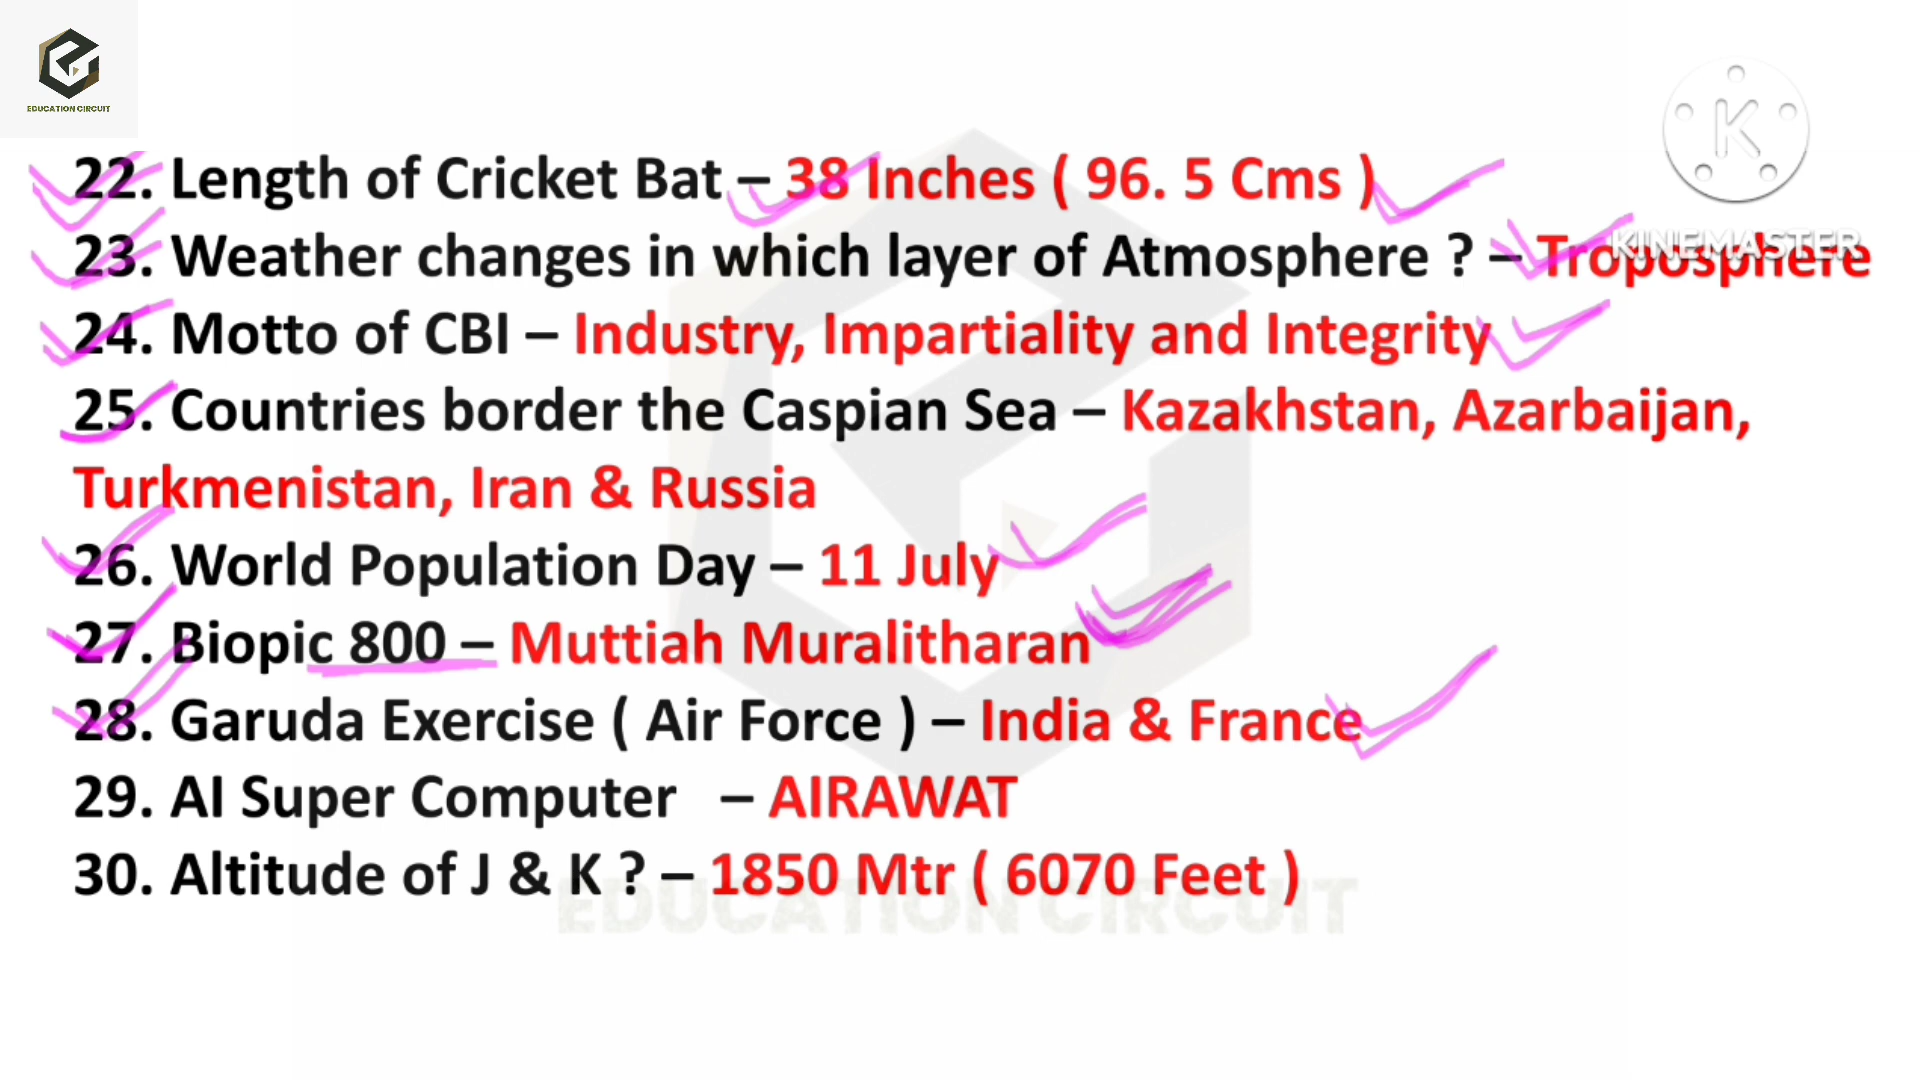 EDUCATION CIRCUIT
K
KINEMASTER
22. Length of Cricket Bat – 38 Inches ( 96. 5 Cms )
23. Weather changes in which layer of Atmosphere ? – Troposphere
24. Motto of CBI – Industry, Impartiality and Integrity
25. Countries border the Caspian Sea – Kazakhstan, Azarbaijan,
Turkmenistan, Iran & Russia
26. World Population Day – 11 July
27. Biopic 800 – Muttiah Muralitharan
28. Garuda Exercise ( Air Force ) – India & France
29. AI Super Computer – AIRAWAT
30. Altitude of J & K ? – 1850 Mtr ( 6070 Feet )
EDUCATION CIRCUIT